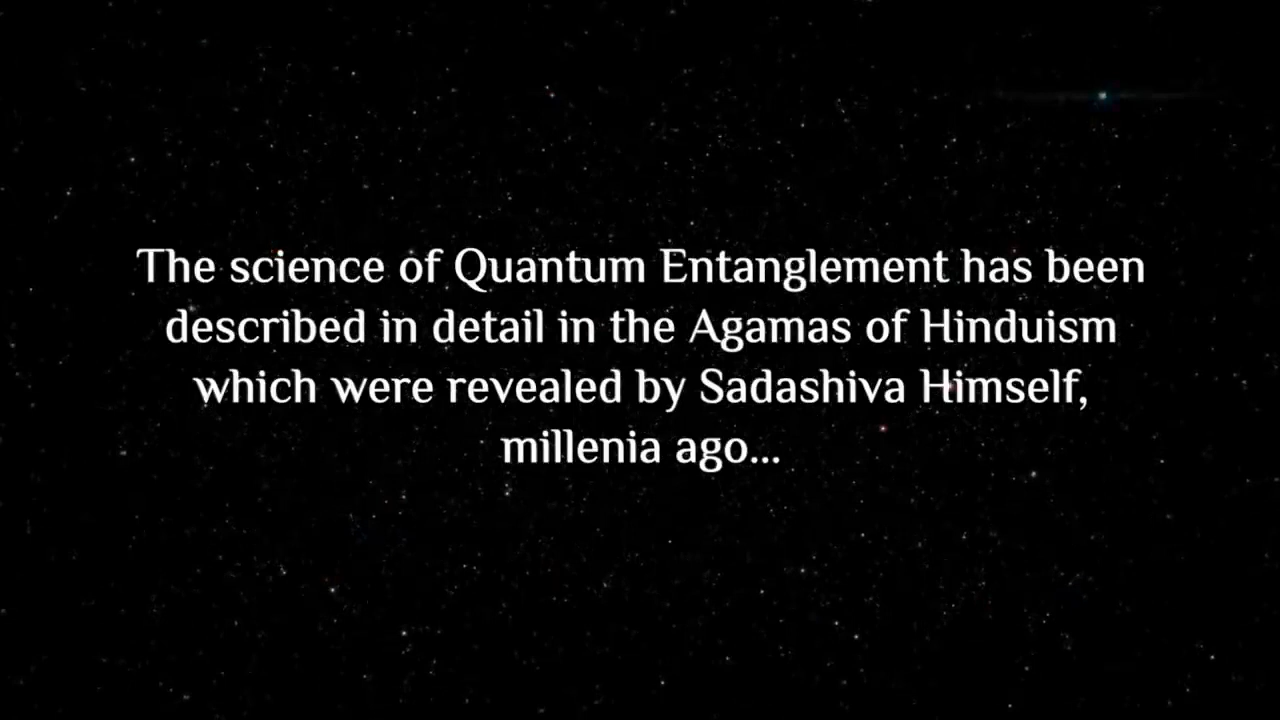 The science of Quantum Entanglement has been
described in detail in the Agamas of Hinduism
which were revealed by Sadashiva Himself,
millenia ago...